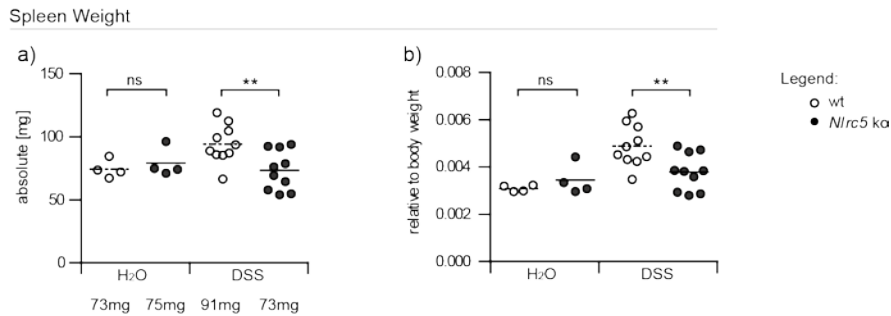 Spleen Weight
a)
absolute [mg]
150
100
50
0
ns
**
H2O
DSS
73mg 75mg 91mg 73mg
b)
relative to body weight
0.008
0.006
0.004
0.002
0.000
ns
**
H2O
DSS
Legend:
wt
Nlrc5 ko